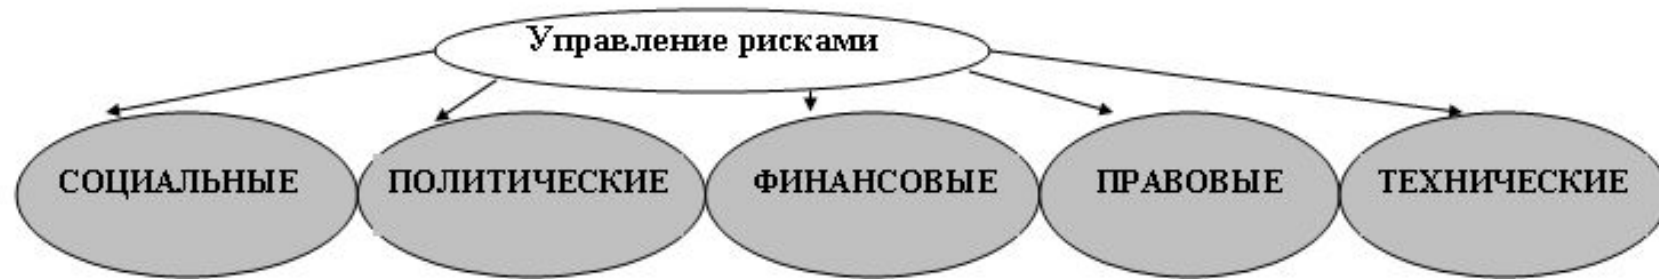 Управление рисками
СОЦИАЛЬНЫЕ
ПОЛИТИЧЕСКИЕ
ФИНАНСОВЫЕ
ПРАВОВЫЕ
ТЕХНИЧЕСКИЕ